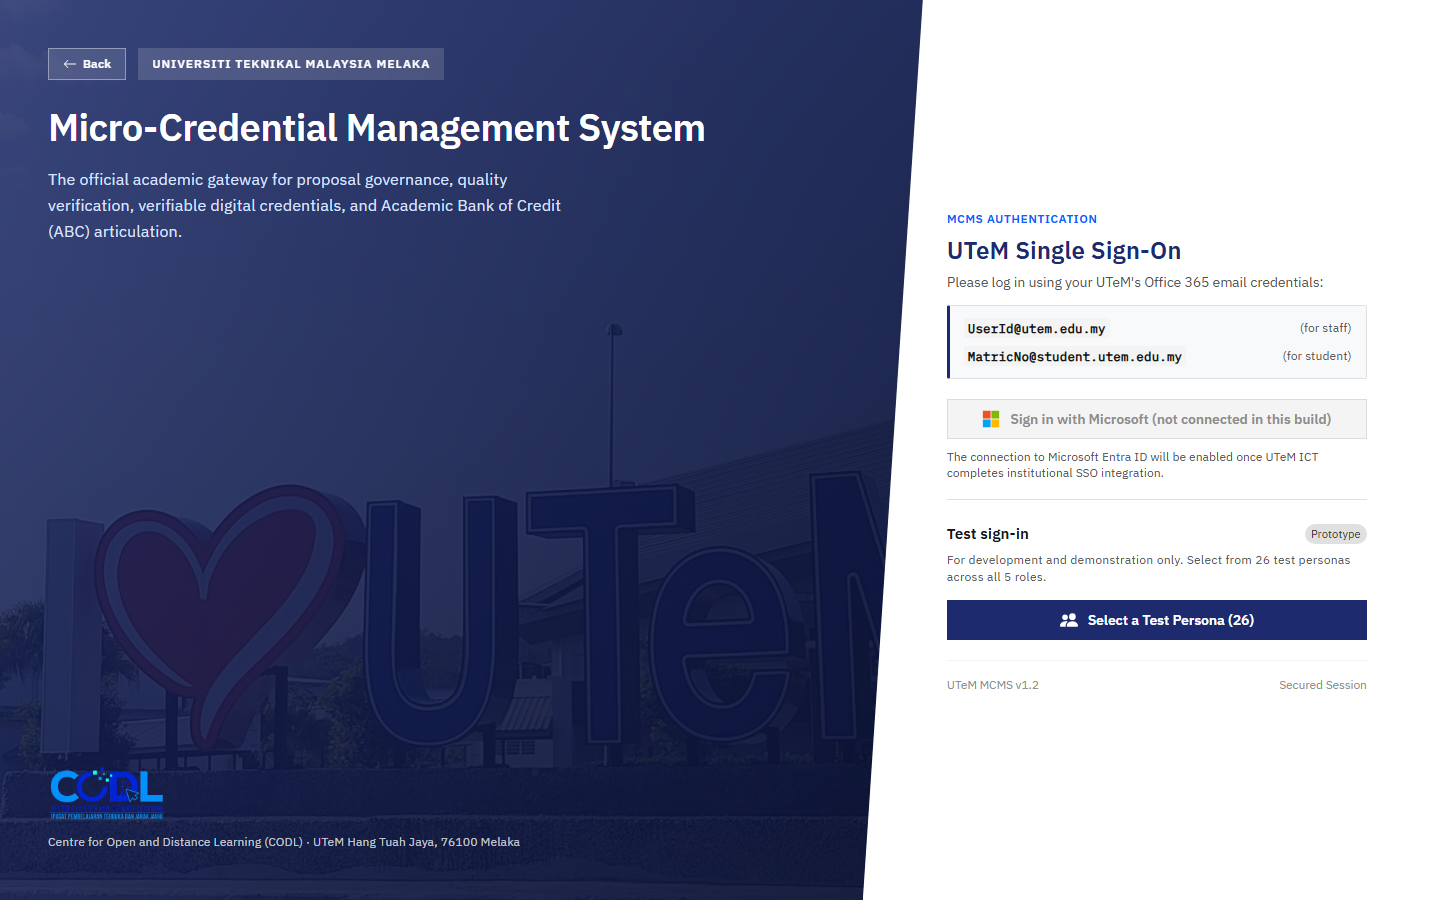 ← Back
UNIVERSITI TEKNIKAL MALAYSIA MELAKA
Micro-Credential Management System
The official academic gateway for proposal governance, quality
verification, verifiable digital credentials, and Academic Bank of Credit
(ABC) articulation.
I UTeM
CODL
Centre for Open and Distance Learning (CODL) · UTeM Hang Tuah Jaya, 76100 Melaka
MCMS AUTHENTICATION
UTeM Single Sign-On
Please log in using your UTeM's Office 365 email credentials:
UserId@utem.edu.my (for staff)
MatricNo@student.utem.edu.my (for student)
Sign in with Microsoft (not connected in this build)
The connection to Microsoft Entra ID will be enabled once UTeM ICT
completes institutional SSO integration.
Test sign-in Prototype
For development and demonstration only. Select from 26 test personas
across all 5 roles.
Select a Test Persona (26)
UTeM MCMS v1.2 Secured Session